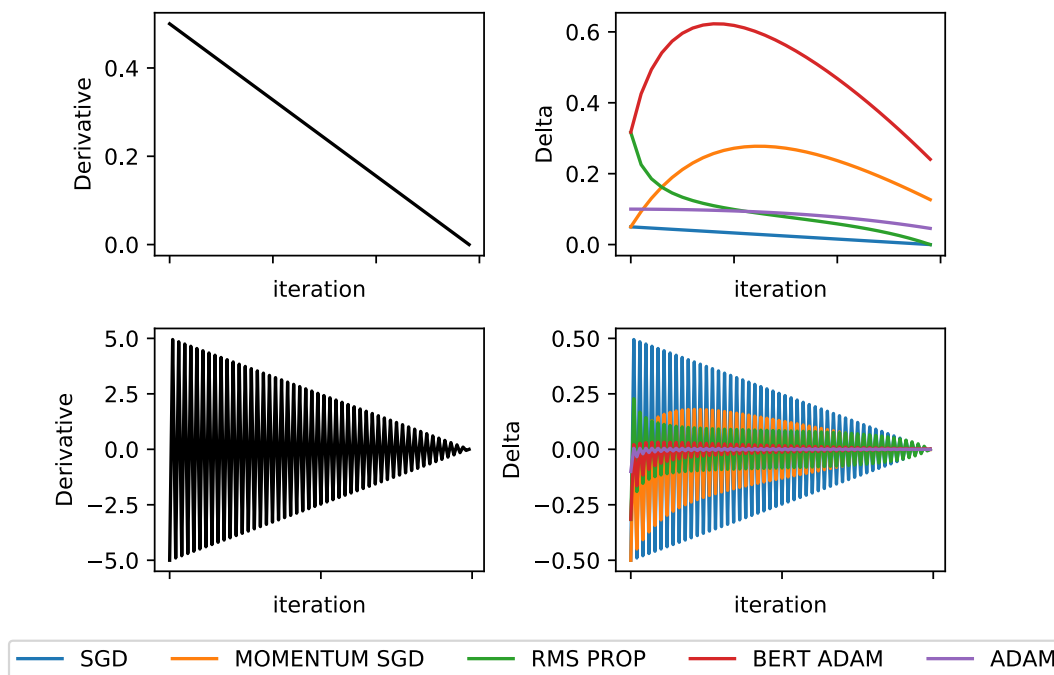 Derivative
0.4
0.2
0.0
iteration
Delta
0.6
0.4
0.2
0.0
iteration
Derivative
5.0
2.5
0.0
−2.5
−5.0
iteration
Delta
0.50
0.25
0.00
−0.25
−0.50
iteration
SGD MOMENTUM SGD RMS PROP BERT ADAM ADAM